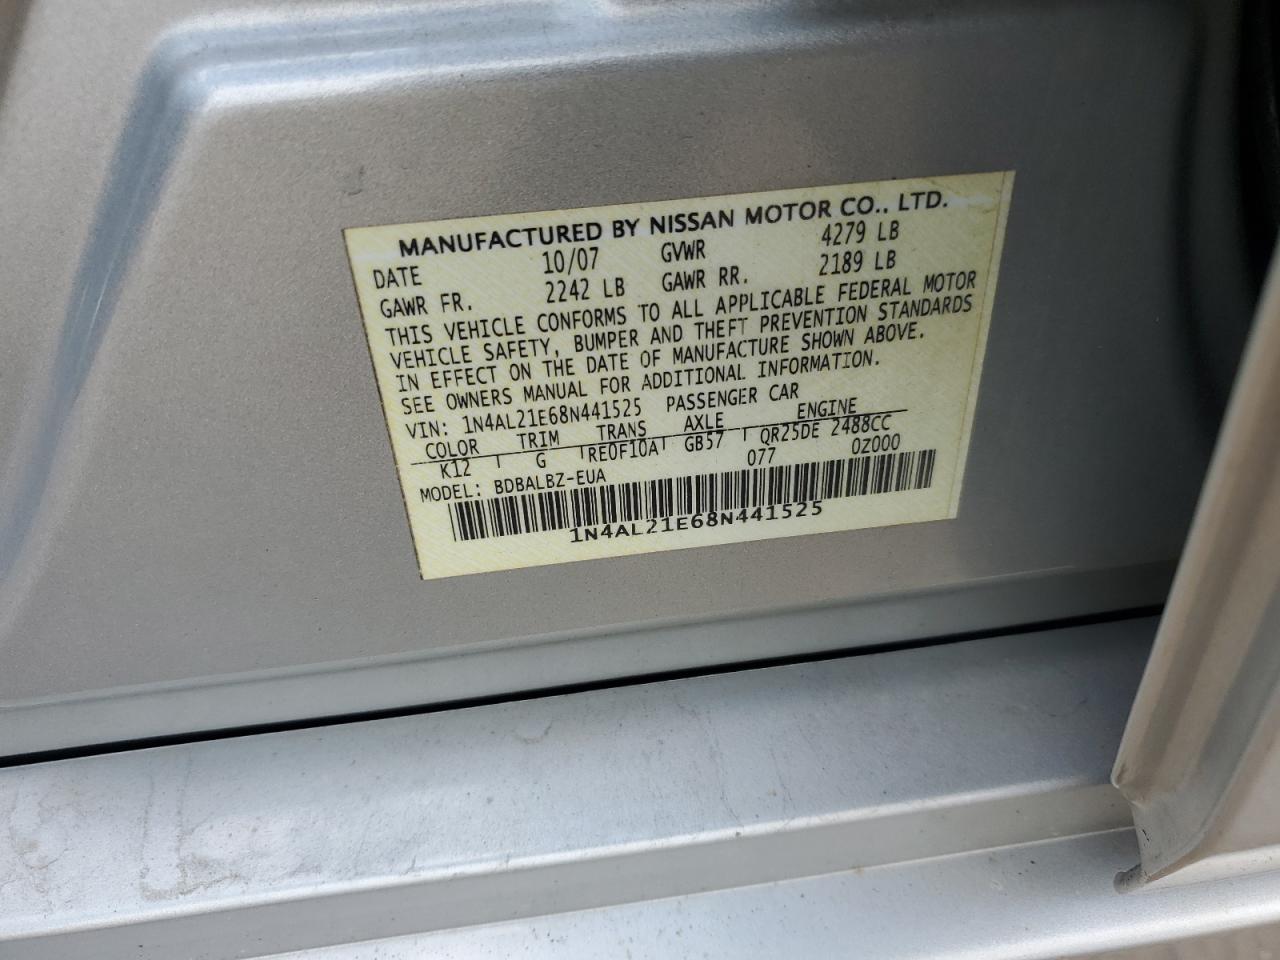 MANUFACTURED BY NISSAN MOTOR CO., LTD.
DATE 10/07 GVWR 4279 LB
GAWR FR. 2242 LB GAWR RR. 2189 LB
THIS VEHICLE CONFORMS TO ALL APPLICABLE FEDERAL MOTOR
VEHICLE SAFETY, BUMPER AND THEFT PREVENTION STANDARDS
IN EFFECT ON THE DATE OF MANUFACTURE SHOWN ABOVE.
SEE OWNERS MANUAL FOR ADDITIONAL INFORMATION.
VIN: 1N4AL21E68N441525 PASSENGER CAR
COLOR TRIM TRANS AXLE ENGINE
K12 G RE0F10A GB57 QR25DE 2488CC
077 0Z000
MODEL: BDBALBZ-EUA
1N4AL21E68N441525